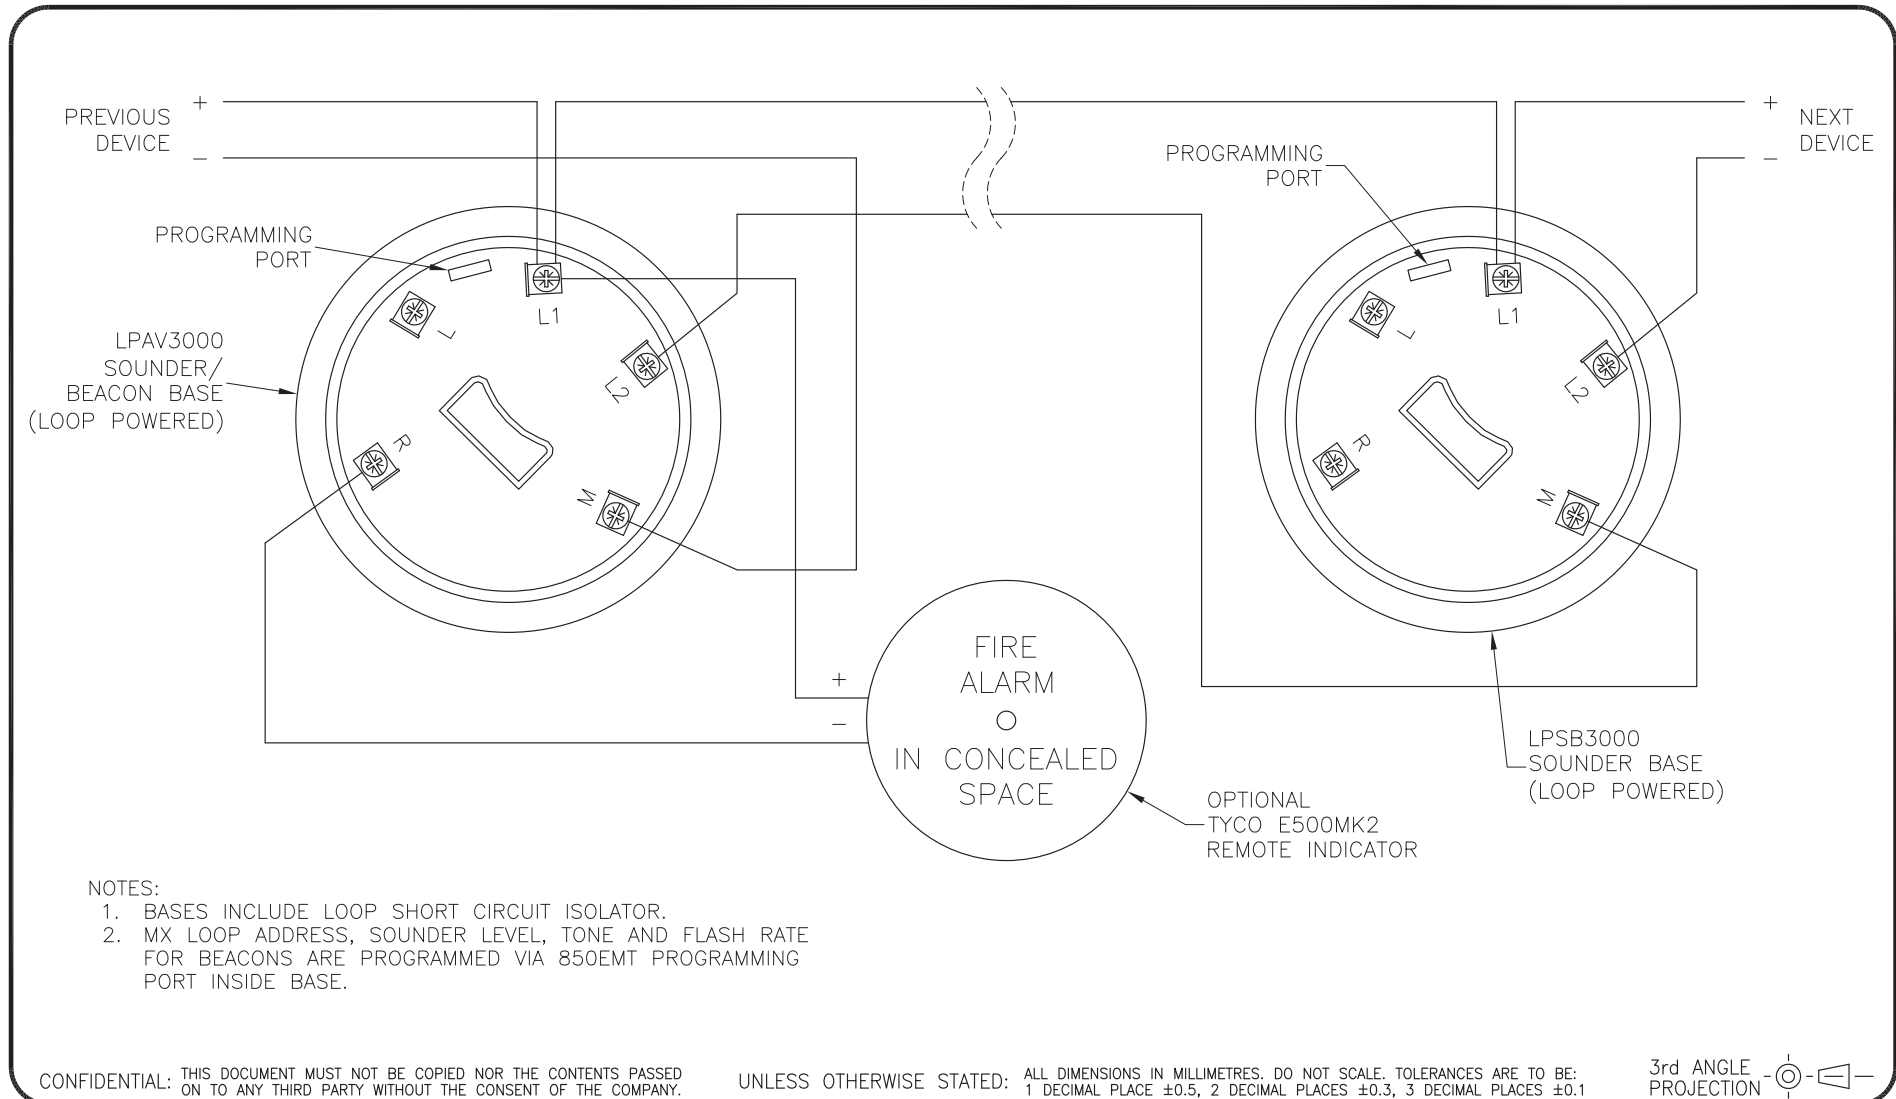 PREVIOUS
DEVICE
+
−
+
−
NEXT
DEVICE
PROGRAMMING
PORT
PROGRAMMING
PORT
L1
L
L2
R
M
L1
L
L2
R
M
LPAV3000
SOUNDER/
BEACON BASE
(LOOP POWERED)
+
−
FIRE
ALARM
IN CONCEALED
SPACE
LPSB3000
SOUNDER BASE
(LOOP POWERED)
OPTIONAL
TYCO E500MK2
REMOTE INDICATOR
NOTES:
1. BASES INCLUDE LOOP SHORT CIRCUIT ISOLATOR.
2. MX LOOP ADDRESS, SOUNDER LEVEL, TONE AND FLASH RATE
FOR BEACONS ARE PROGRAMMED VIA 850EMT PROGRAMMING
PORT INSIDE BASE.
CONFIDENTIAL: THIS DOCUMENT MUST NOT BE COPIED NOR THE CONTENTS PASSED
ON TO ANY THIRD PARTY WITHOUT THE CONSENT OF THE COMPANY.
UNLESS OTHERWISE STATED: ALL DIMENSIONS IN MILLIMETRES. DO NOT SCALE. TOLERANCES ARE TO BE:
1 DECIMAL PLACE ±0.5, 2 DECIMAL PLACES ±0.3, 3 DECIMAL PLACES ±0.1
3rd ANGLE
PROJECTION